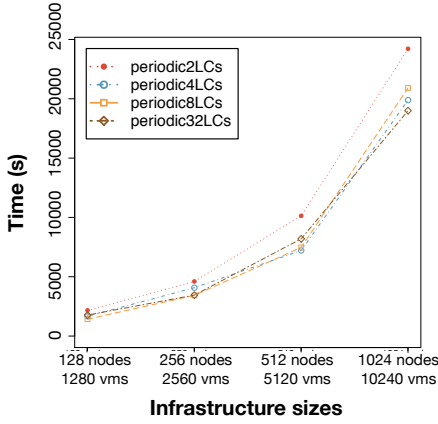 25000
20000
15000
10000
5000
0
Time (s)
periodic2LCs
periodic4LCs
periodic8LCs
periodic32LCs
128 nodes 256 nodes 512 nodes 1024 nodes
1280 vms 2560 vms 5120 vms 10240 vms
Infrastructure sizes